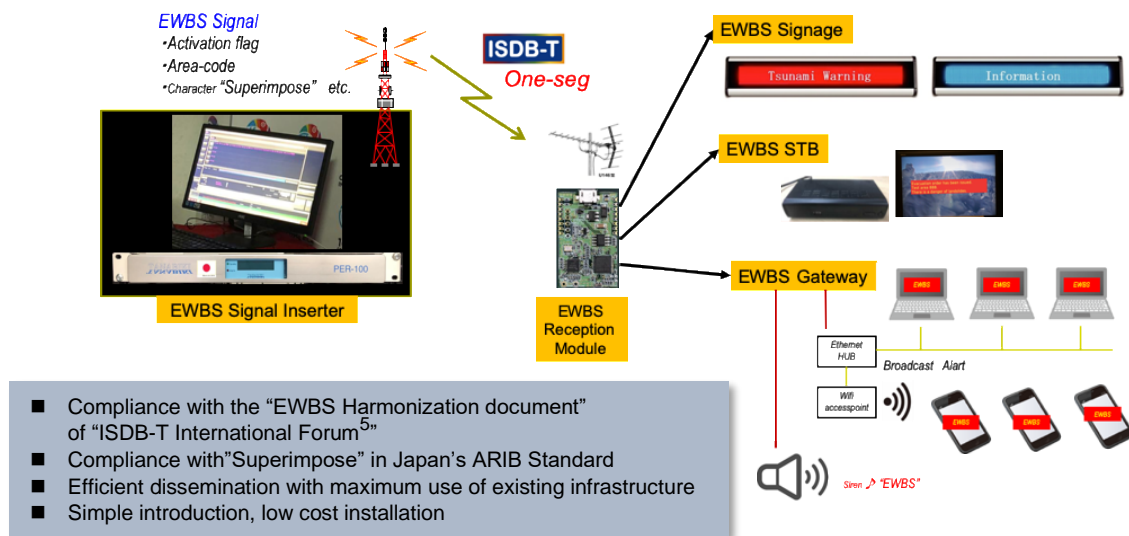 EWBS Signal
•Activation flag
•Area-code
•Character “Superimpose” etc.
ISDB-T
One-seg
EWBS Signage
Tsunami Warning
Information
EWBS STB
EWBS Gateway
EWBS
EWBS
EWBS
Ethernet
HUB
Broadcast Aiart
Wifi
accesspoint
EWBS
EWBS
EWBS
Siren ♪ “EWBS”
PER-100
EWBS Signal Inserter
EWBS
Reception
Module
■ Compliance with the “EWBS Harmonization document”
of “ISDB-T International Forum5”
■ Compliance with”Superimpose” in Japan’s ARIB Standard
■ Efficient dissemination with maximum use of existing infrastructure
■ Simple introduction, low cost installation